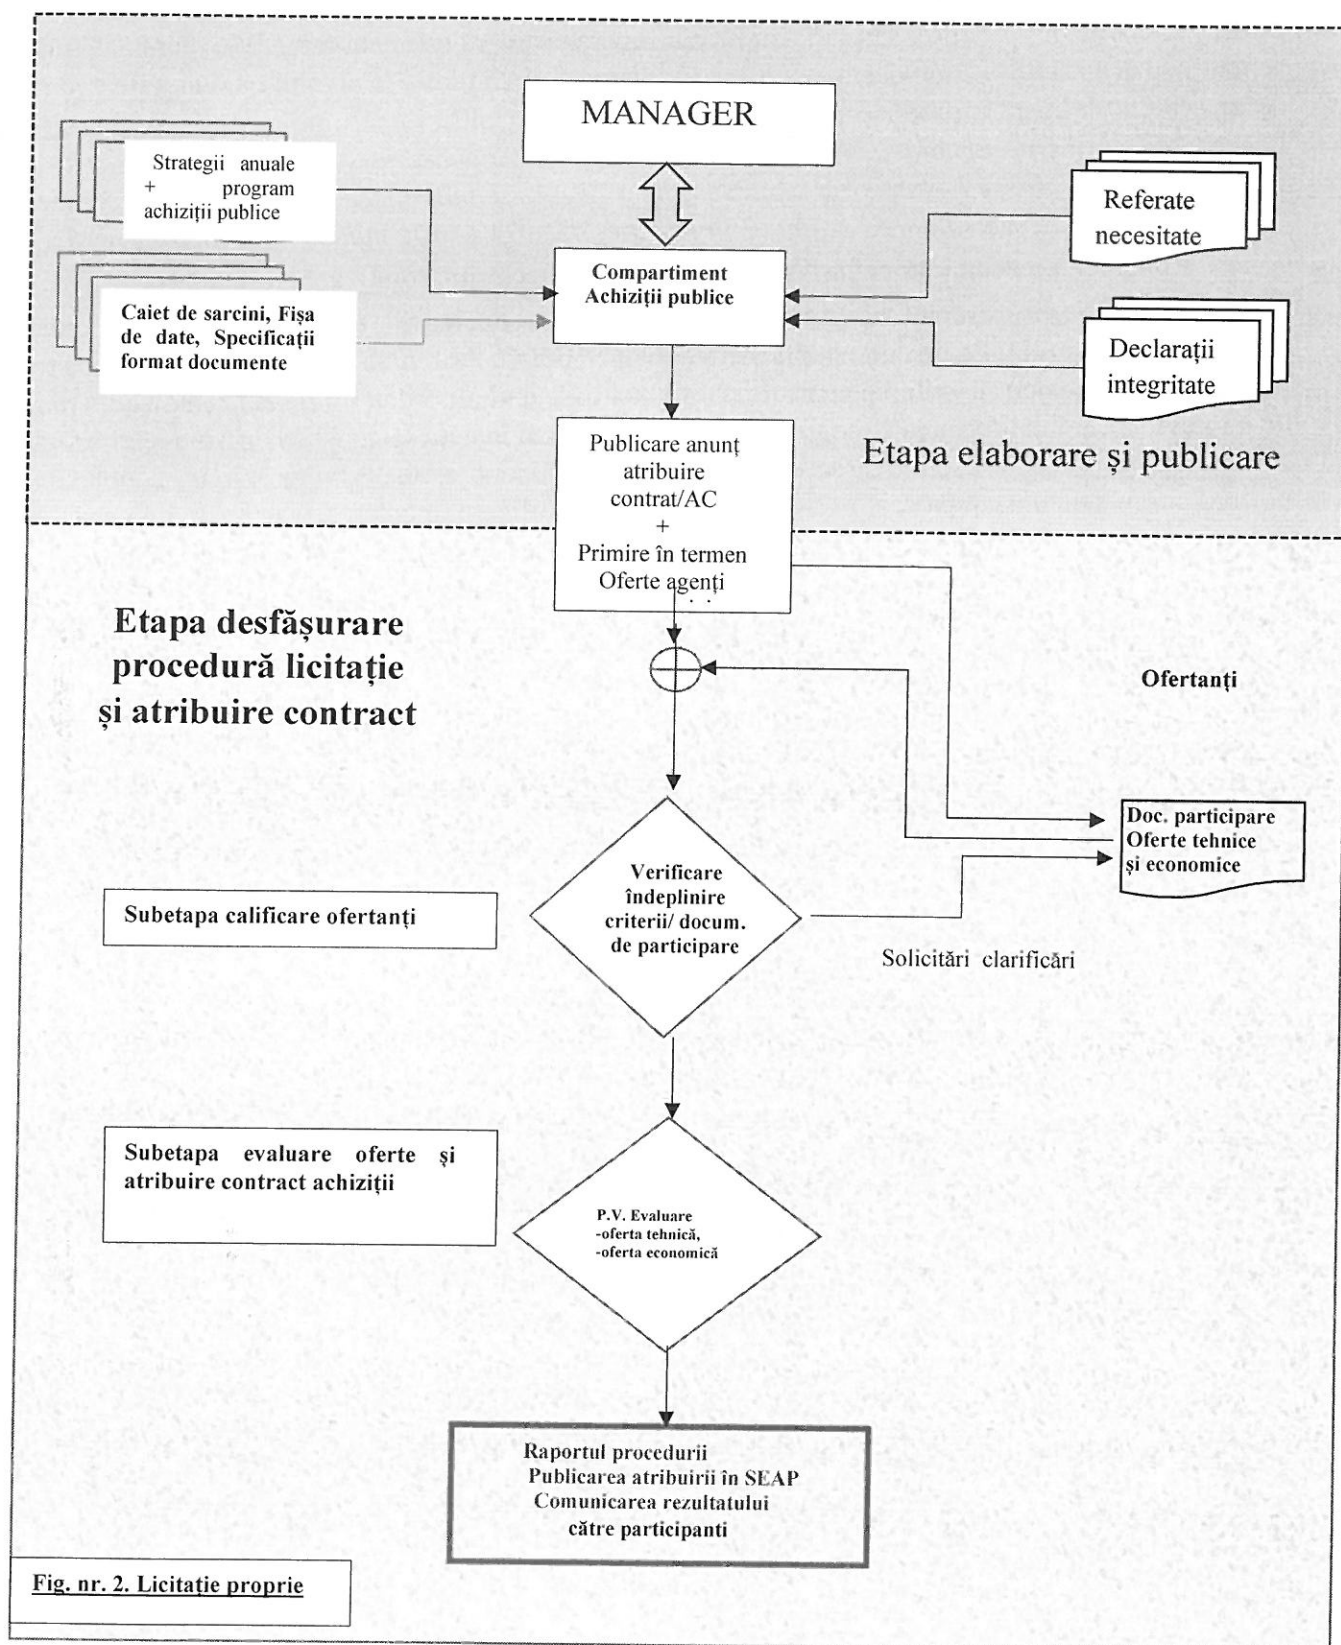 MANAGER
Strategii anuale
+ program
achiziții publice
Referate
necesitate
Compartiment
Achiziții publice
Caiet de sarcini, Fișa
de date, Specificații
format documente
Declarații
integritate
Publicare anunț
atribuire
contrat/AC
+
Primire în termen
Oferte agenți
Etapa elaborare și publicare
Etapa desfășurare
procedură licitație
și atribuire contract
Ofertanți
Doc. participare
Oferte tehnice
și economice
Verificare
îndeplinire
criterii/ docum.
de participare
Subetapa calificare ofertanți
Solicitări clarificări
Subetapa evaluare oferte și
atribuire contract achiziții
P.V. Evaluare
-oferta tehnică,
-oferta economică
Raportul procedurii
Publicarea atribuirii în SEAP
Comunicarea rezultatului
către participanti
Fig. nr. 2. Licitație proprie